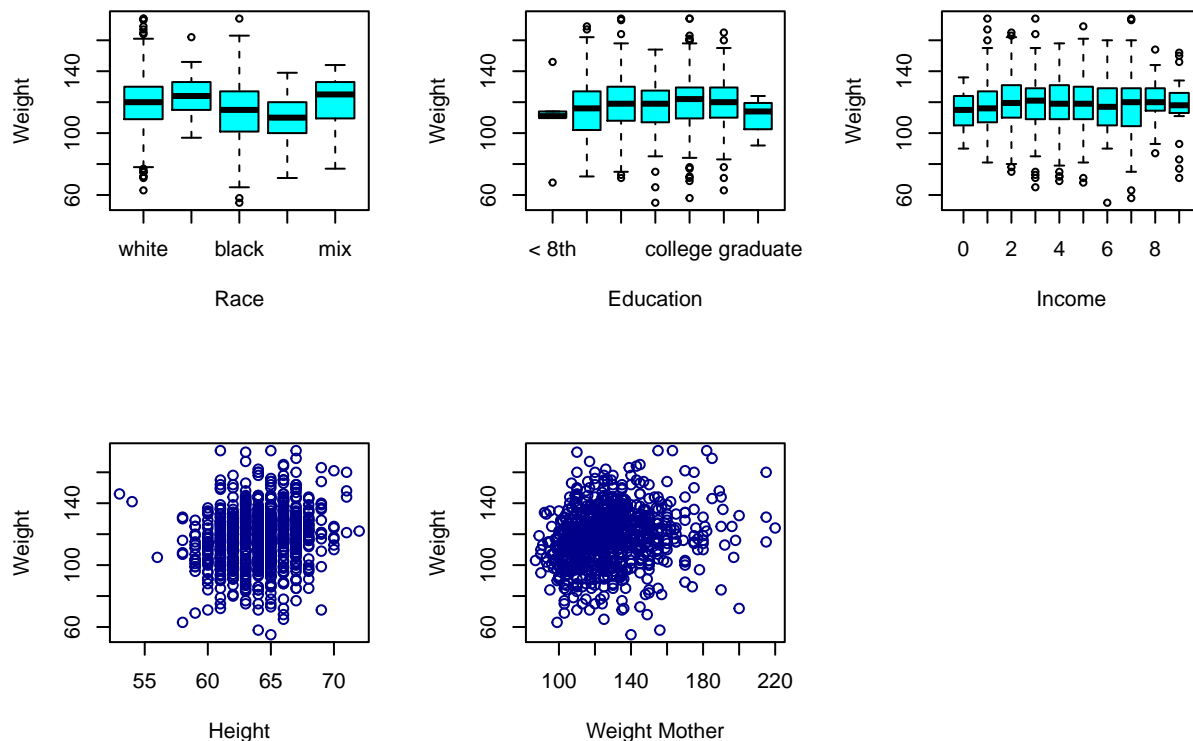 Weight
60
100
140
white
black
mix
Race
Weight
60
100
140
< 8th
college graduate
Education
Weight
60
100
140
0
2
4
6
8
Income
Weight
60
100
140
55
60
65
70
Height
Weight
60
100
140
100
140
180
220
Weight Mother